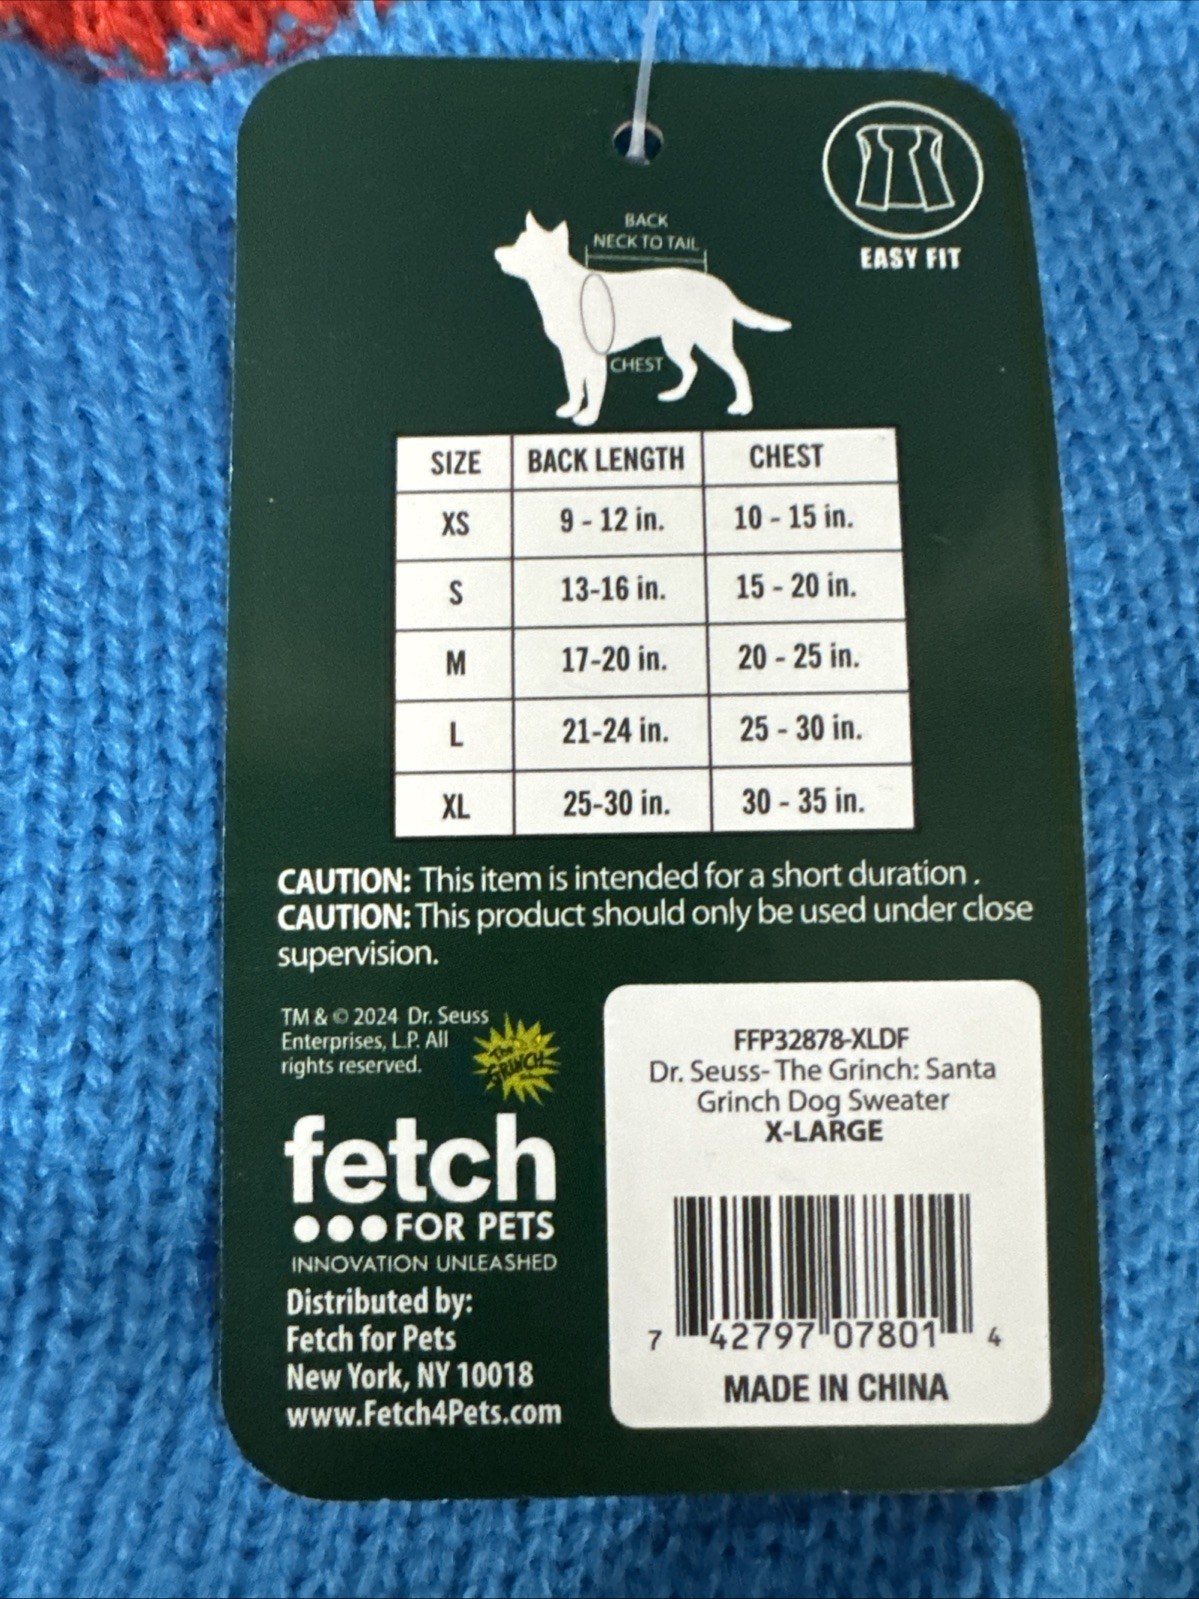 EASY FIT
BACK
NECK TO TAIL
CHEST
SIZE BACK LENGTH CHEST
XS 9 - 12 in. 10 - 15 in.
S 13-16 in. 15 - 20 in.
M 17-20 in. 20 - 25 in.
L 21-24 in. 25 - 30 in.
XL 25-30 in. 30 - 35 in.
CAUTION: This item is intended for a short duration .
CAUTION: This product should only be used under close
supervision.
TM & © 2024 Dr. Seuss
Enterprises, L.P. All
rights reserved.
The
GRINCH
fetch
FOR PETS
INNOVATION UNLEASHED
Distributed by:
Fetch for Pets
New York, NY 10018
www.Fetch4Pets.com
FFP32878-XLDF
Dr. Seuss- The Grinch: Santa
Grinch Dog Sweater
X-LARGE
7 42797 07801 4
MADE IN CHINA